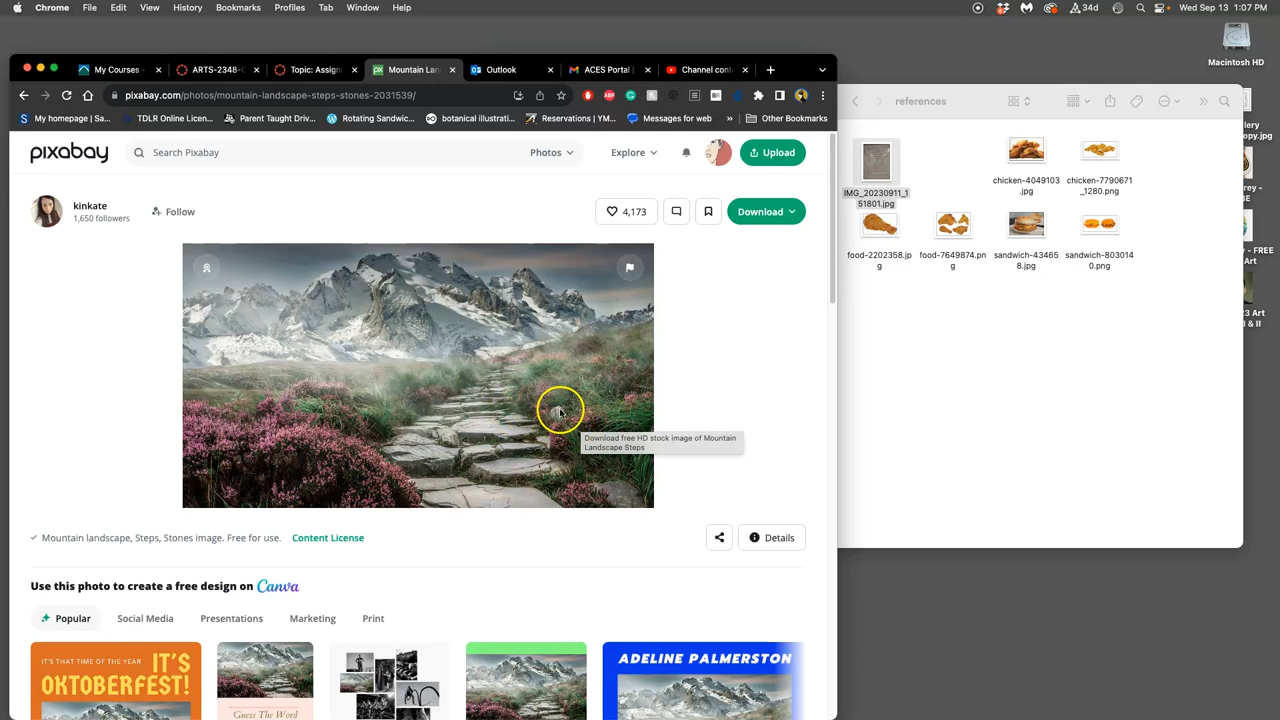 Chrome File Edit View History Bookmarks Profiles Tab Window Help
34d Wed Sep 13 1:07 PM
My Courses - ARTS-2348- Topic: Assign Mountain Lan Outlook ACES Portal | Channel cont
pixabay.com/photos/mountain-landscape-steps-stones-2031539/
My homepage | Sa... TDLR Online Licen... Parent Taught Driv... Rotating Sandwic... botanical illustrati... Reservations | YM... Messages for web » Other Bookmarks
pixabay Search Pixabay Photos Explore Upload
kinkate
1,650 followers
Follow
4,173
Download
Download free HD stock image of Mountain
Landscape Steps
Mountain landscape, Steps, Stones image. Free for use. Content License
Details
Use this photo to create a free design on Canva
Popular Social Media Presentations Marketing Print
IT'S THAT TIME OF THE YEAR IT'S
OKTOBERFEST!
Guess The Word
ADELINE PALMERSTON
references
IMG_20230911_1
51801.jpg
chicken-4049103
.jpg
chicken-7790671
_1280.png
food-2202358.jp
g
food-7649874.pn
g
sandwich-434465
8.jpg
sandwich-803014
0.png
Macintosh HD